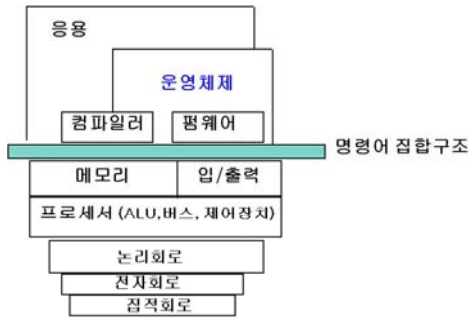 응용
운영체제
컴파일러 펌웨어
명령어 집합구조
메모리 입/출력
프로세서 (ALU,버스, 제어장치)
논리회로
전자회로
집적회로